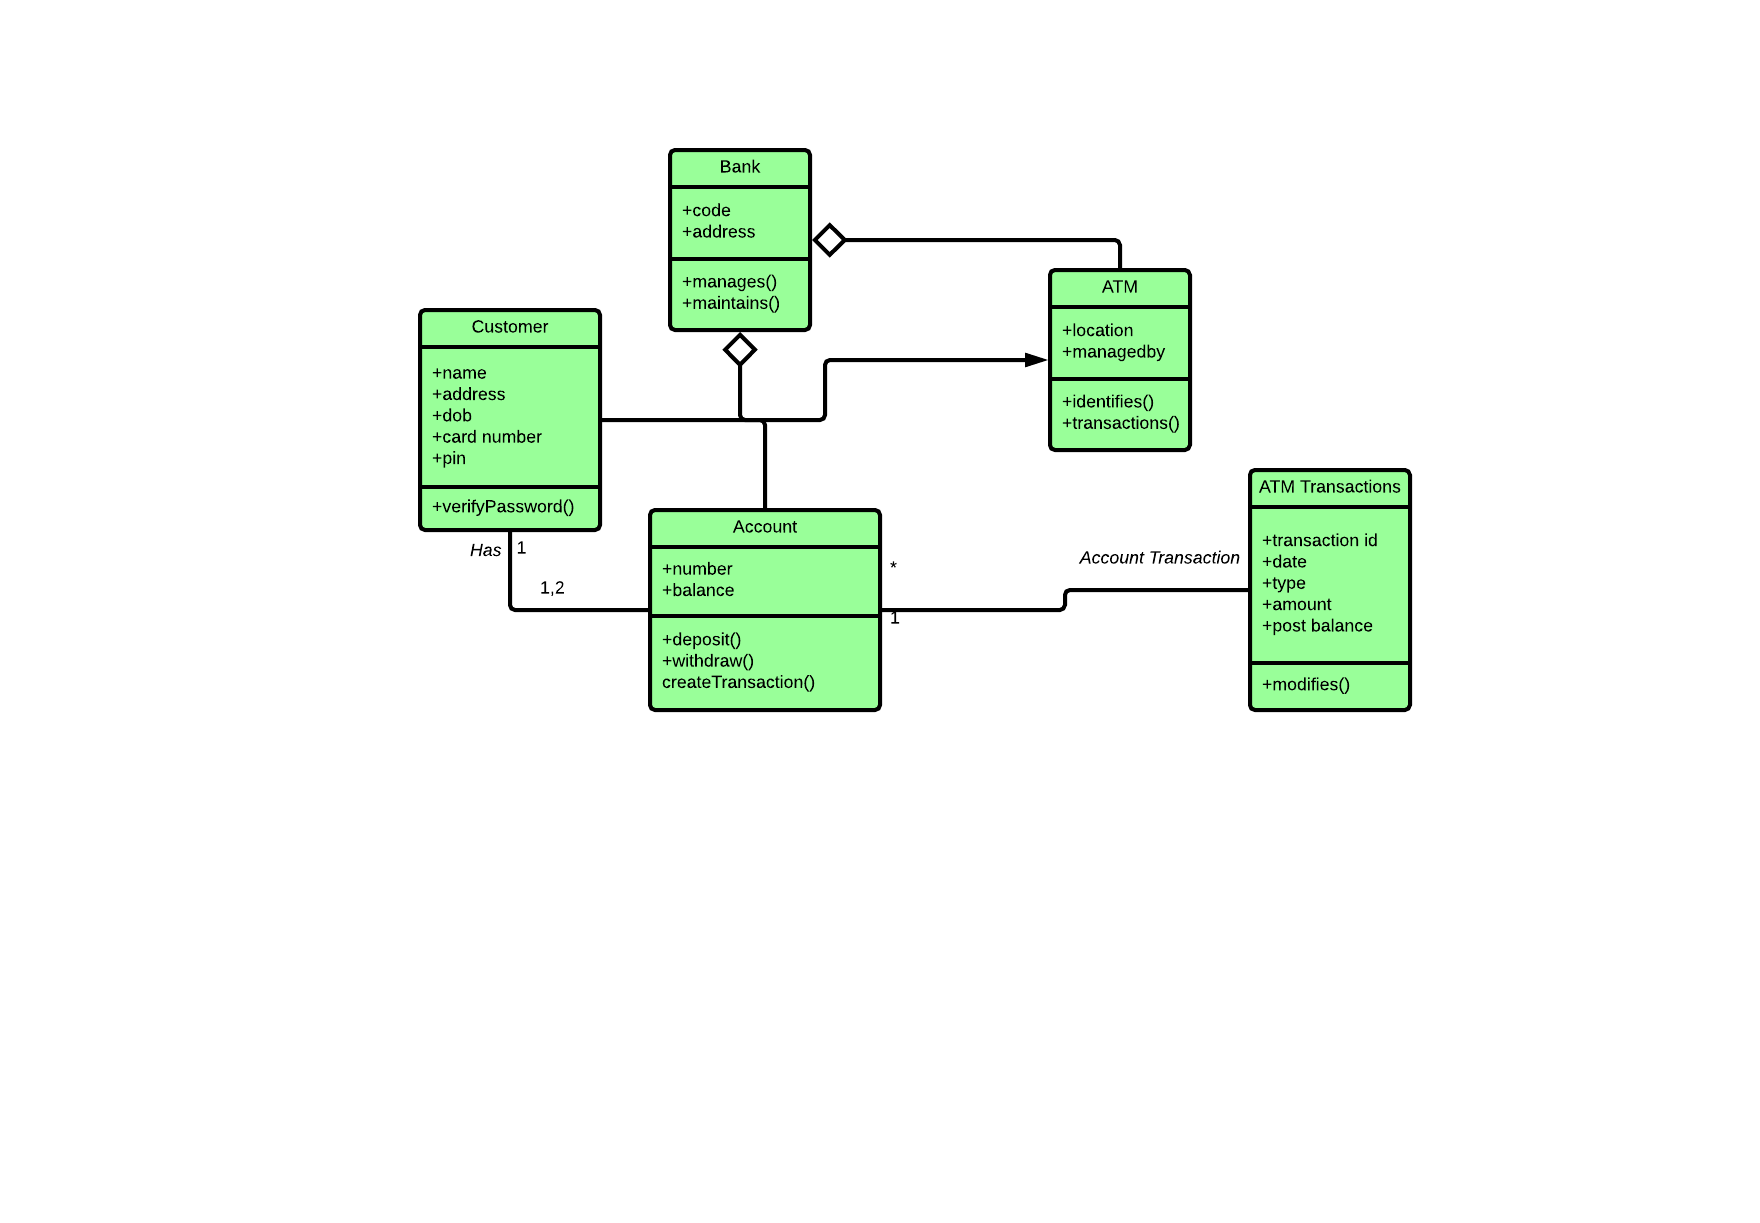 Bank
+code
+address
+manages()
+maintains()
ATM
+location
+managedby
+identifies()
+transactions()
Customer
+name
+address
+dob
+card number
+pin
+verifyPassword()
Has
1
1,2
Account
+number
+balance
+deposit()
+withdraw()
createTransaction()
*
1
Account Transaction
ATM Transactions
+transaction id
+date
+type
+amount
+post balance
+modifies()